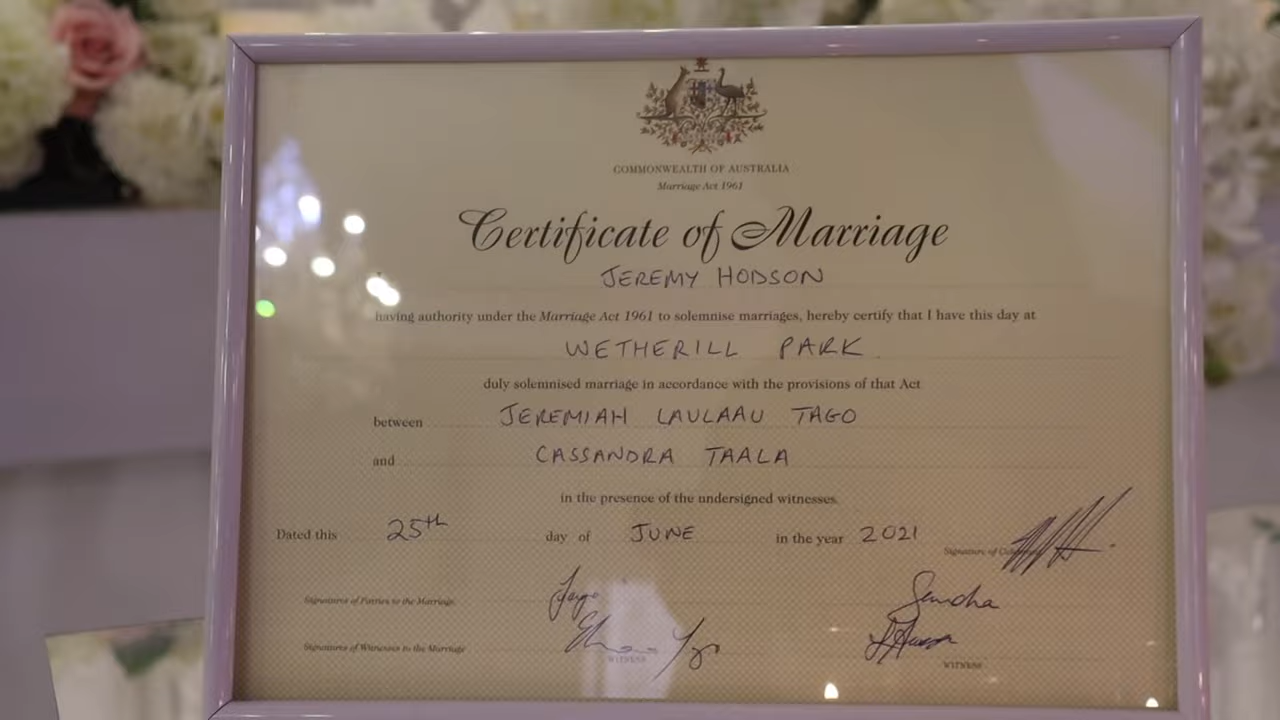 COMMONWEALTH OF AUSTRALIA
Marriage Act 1961
Certificate of Marriage
JEREMY HODSON
having authority under the Marriage Act 1961 to solemnise marriages, hereby certify that I have this day at
WETHERILL PARK
duly solemnised marriage in accordance with the provisions of that Act
between JEREMIAH LAULAAU TAGO
and CASSANDRA TAALA
in the presence of the undersigned witnesses.
Dated this 25th day of JUNE in the year 2021
Signature of
Signatures of Parties to the Marriage
Signatures of Witnesses to the Marriage
WITNESS WITNESS